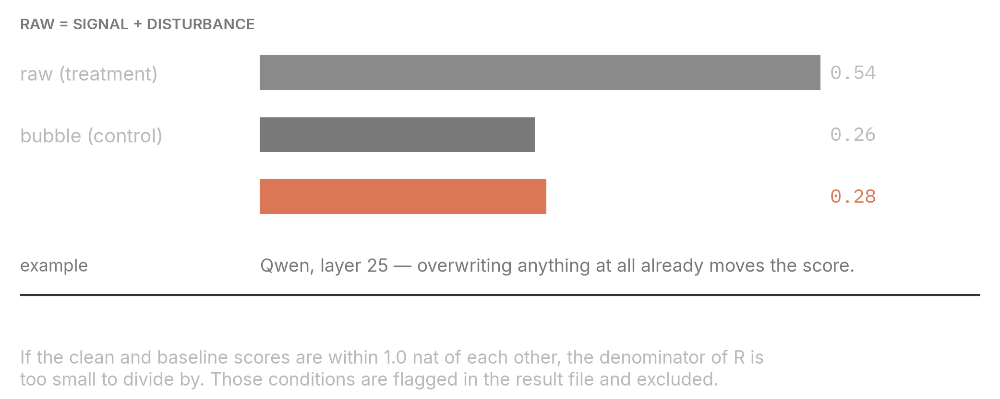 RAW = SIGNAL + DISTURBANCE
raw (treatment) 0.54
bubble (control) 0.26
0.28
example Qwen, layer 25 — overwriting anything at all already moves the score.
If the clean and baseline scores are within 1.0 nat of each other, the denominator of R is
too small to divide by. Those conditions are flagged in the result file and excluded.